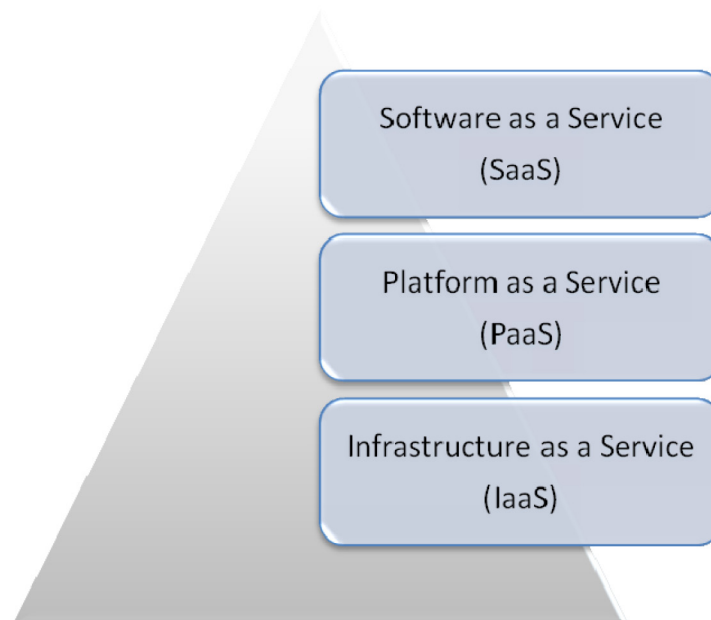 Software as a Service
(SaaS)
Platform as a Service
(PaaS)
Infrastructure as a Service
(IaaS)